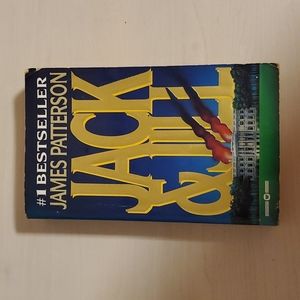 #1 BESTSELLER
JAMES PATTERSON
JACK
& JILL